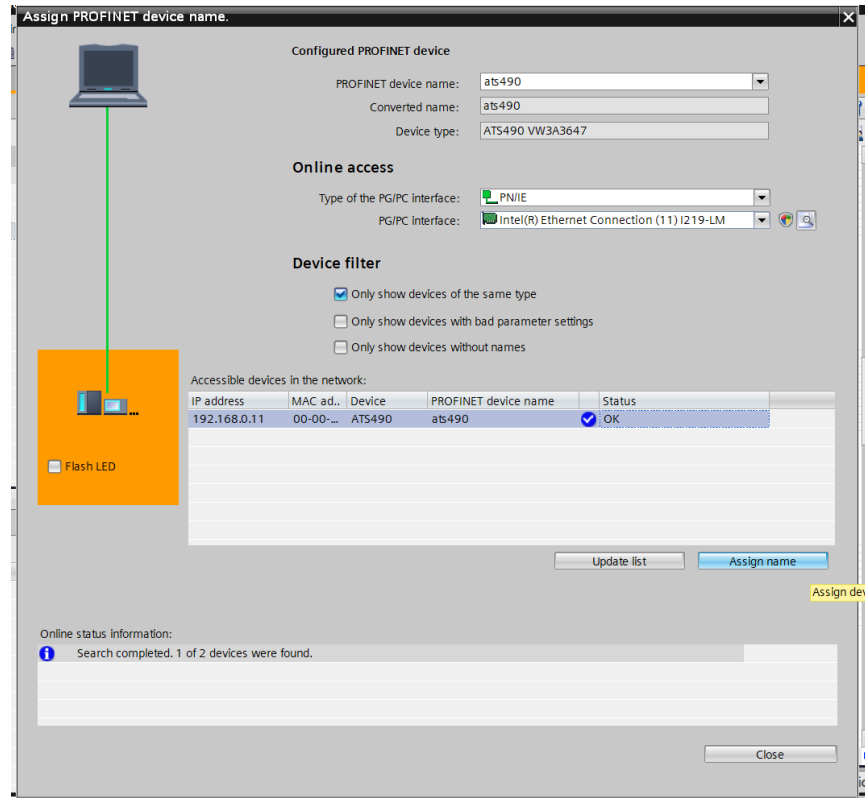 Assign PROFINET device name.
Configured PROFINET device
PROFINET device name: ats490
Converted name: ats490
Device type: ATS490 VW3A3647
Online access
Type of the PG/PC interface: PN/IE
PG/PC interface: Intel(R) Ethernet Connection (11) I219-LM
Device filter
Only show devices of the same type
Only show devices with bad parameter settings
Only show devices without names
Accessible devices in the network:
IP address MAC ad.. Device PROFINET device name Status
192.168.0.11 00-00-... ATS490 ats490 OK
...
Flash LED
Update list Assign name
Assign dev
Online status information:
Search completed. 1 of 2 devices were found.
Close